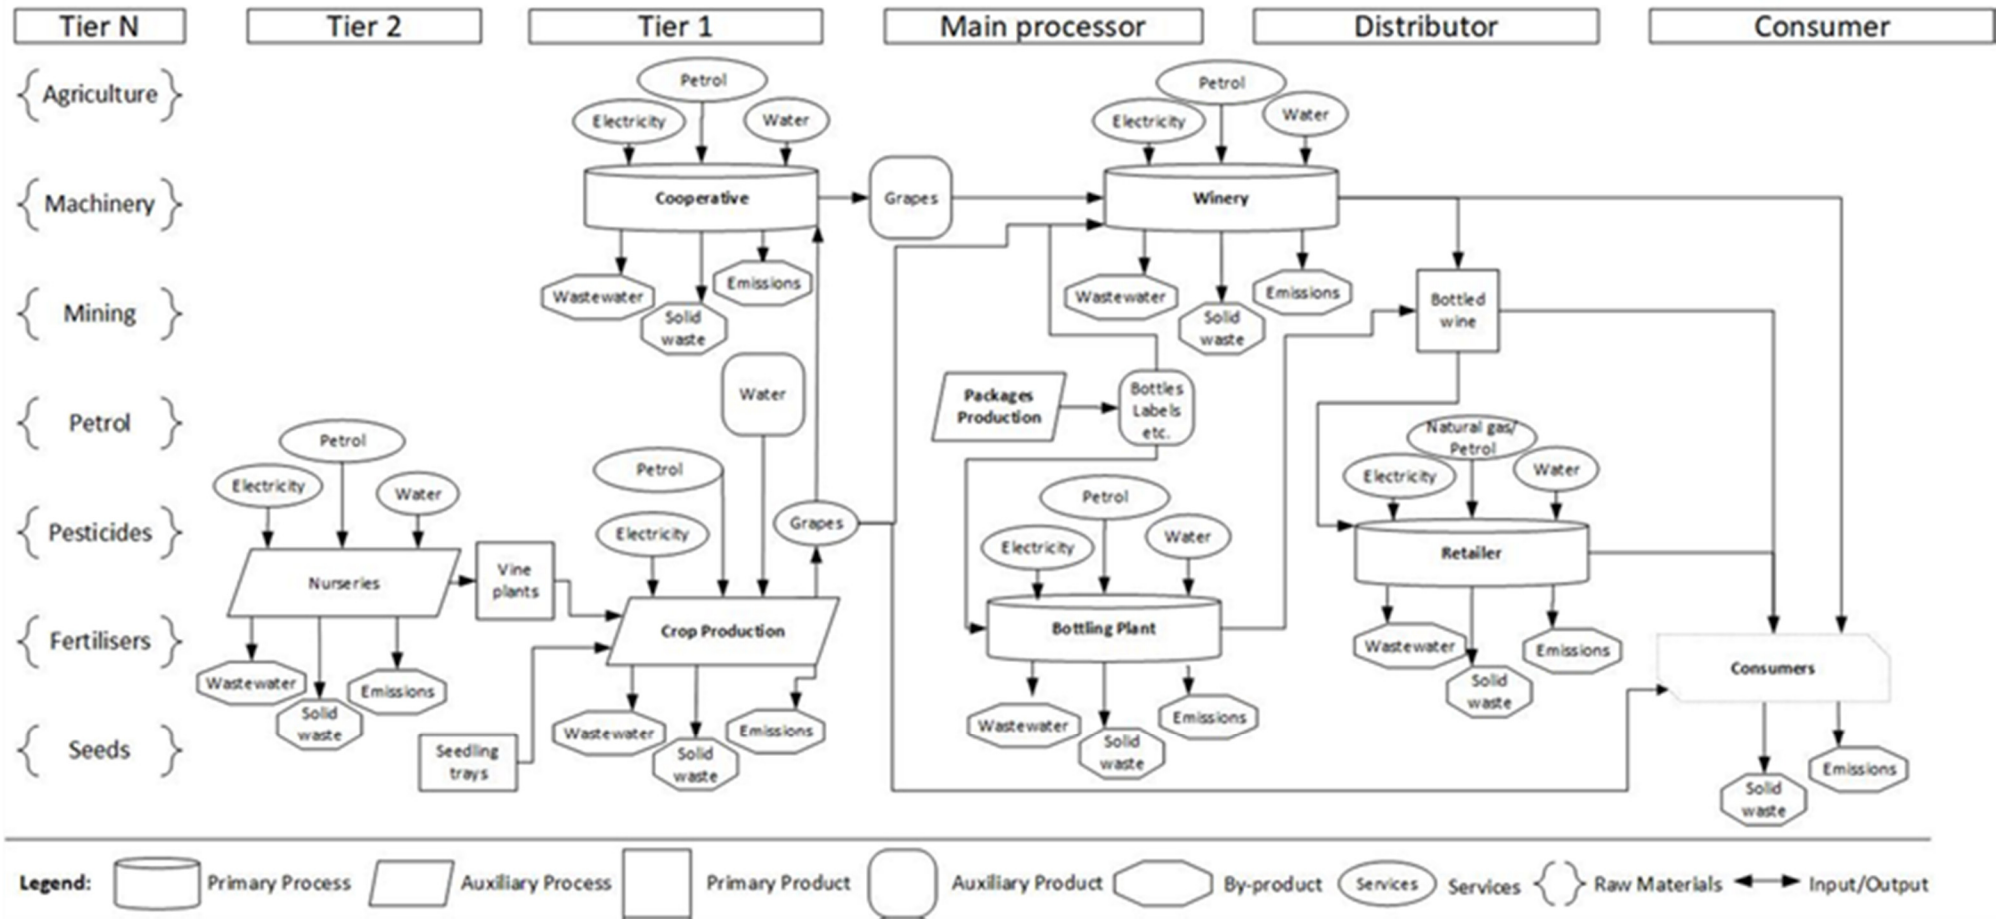 Tier N
Tier 2
Tier 1
Main processor
Distributor
Consumer
Agriculture
Machinery
Mining
Petrol
Pesticides
Fertilisers
Seeds
Petrol
Electricity
Water
Nurseries
Wastewater
Solid
waste
Emissions
Vine
plants
Seedling
trays
Petrol
Electricity
Water
Cooperative
Wastewater
Solid
waste
Emissions
Grapes
Water
Petrol
Electricity
Grapes
Crop Production
Wastewater
Solid
waste
Emissions
Petrol
Electricity
Water
Winery
Wastewater
Solid
waste
Emissions
Packages
Production
Bottles
Labels
etc.
Petrol
Electricity
Water
Bottling Plant
Wastewater
Solid
waste
Emissions
Bottled
wine
Natural gas/
Petrol
Electricity
Water
Retailer
Wastewater
Solid
waste
Emissions
Consumers
Solid
waste
Emissions
Legend:
Primary Process
Auxiliary Process
Primary Product
Auxiliary Product
By-product
Services
Services
Raw Materials
Input/Output